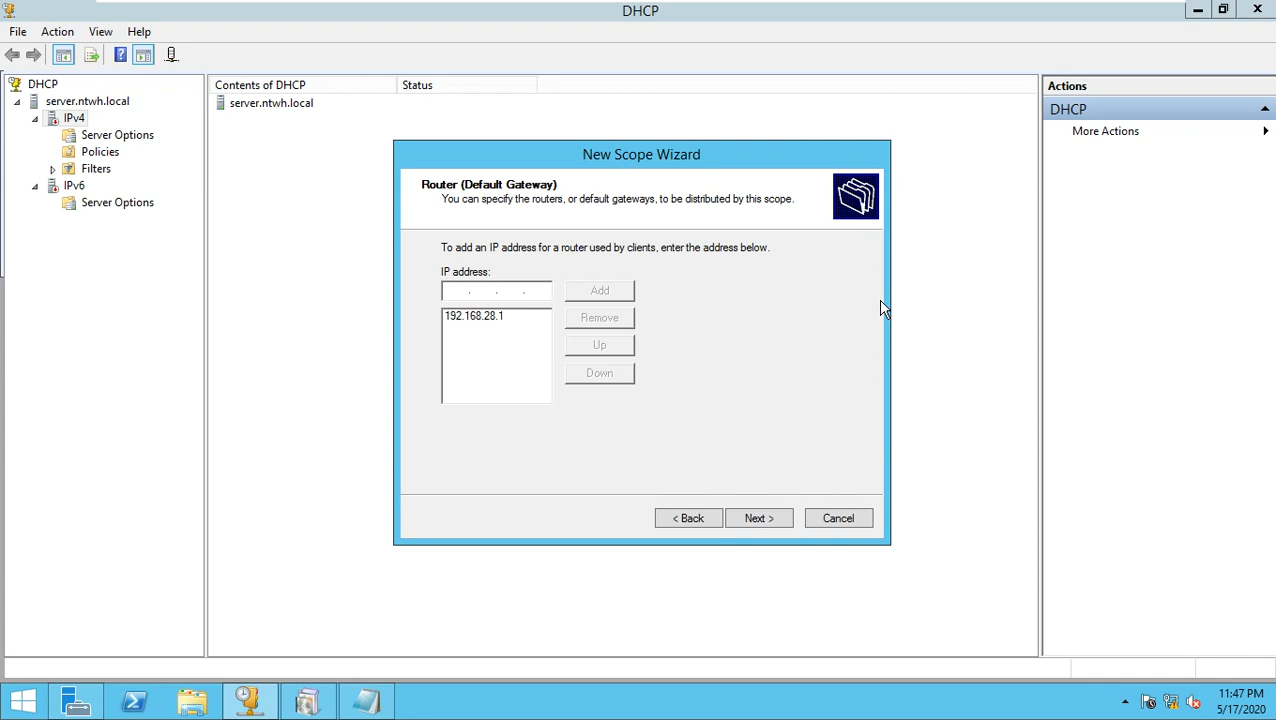 DHCP
File Action View Help
DHCP
server.ntwh.local
IPv4
Server Options
Policies
Filters
IPv6
Server Options
Contents of DHCP Status
server.ntwh.local
New Scope Wizard
Router (Default Gateway)
You can specify the routers, or default gateways, to be distributed by this scope.
To add an IP address for a router used by clients, enter the address below.
IP address:
. . . Add
192.168.28.1 Remove
Up
Down
< Back Next > Cancel
Actions
DHCP
More Actions
11:47 PM
5/17/2020